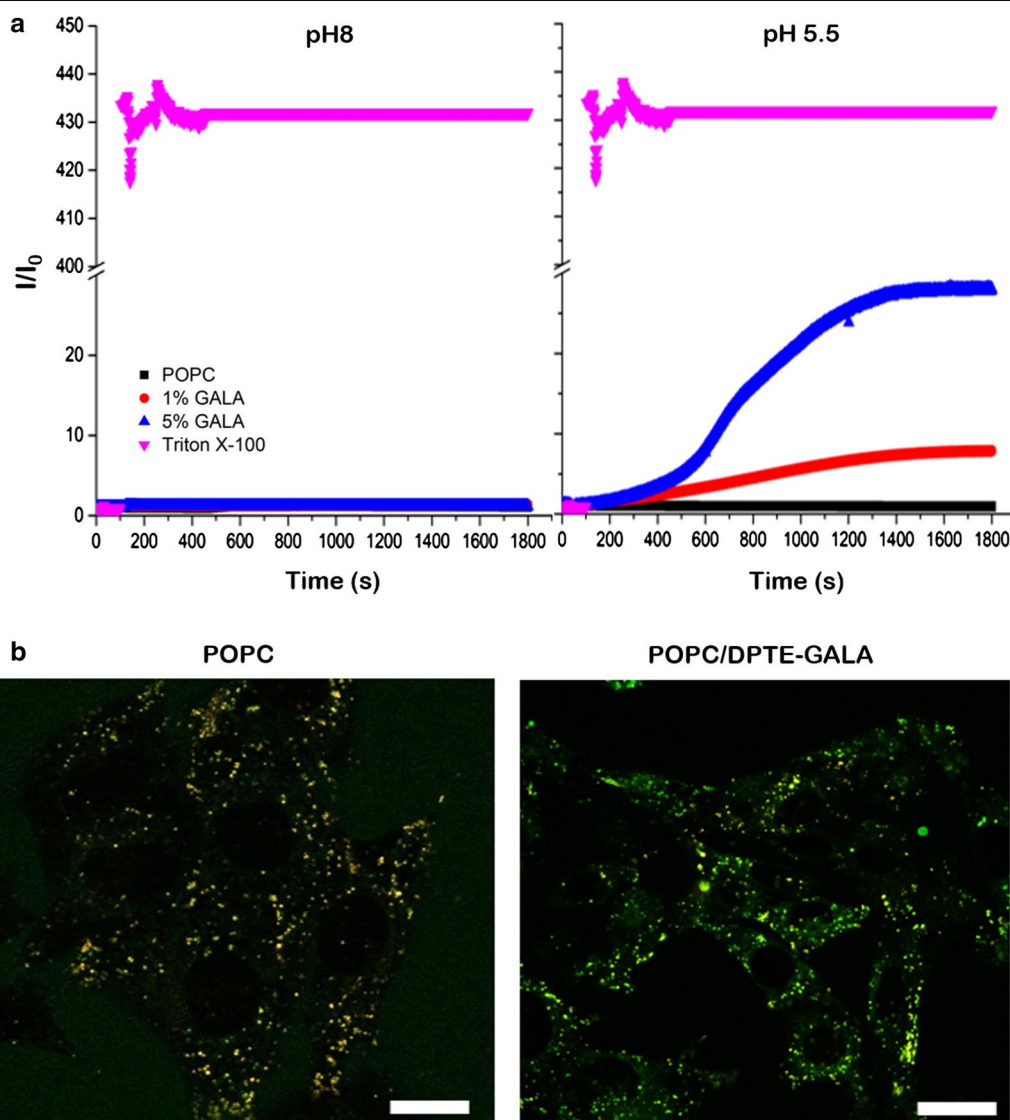 a
pH8
pH 5.5
I/I0
450
440
430
420
410
400
20
10
0
POPC
1% GALA
5% GALA
Triton X-100
0 200 400 600 800 1000 1200 1400 1600 1800
0 200 400 600 800 1000 1200 1400 1600 1800
Time (s)
Time (s)
b
POPC
POPC/DPTE-GALA